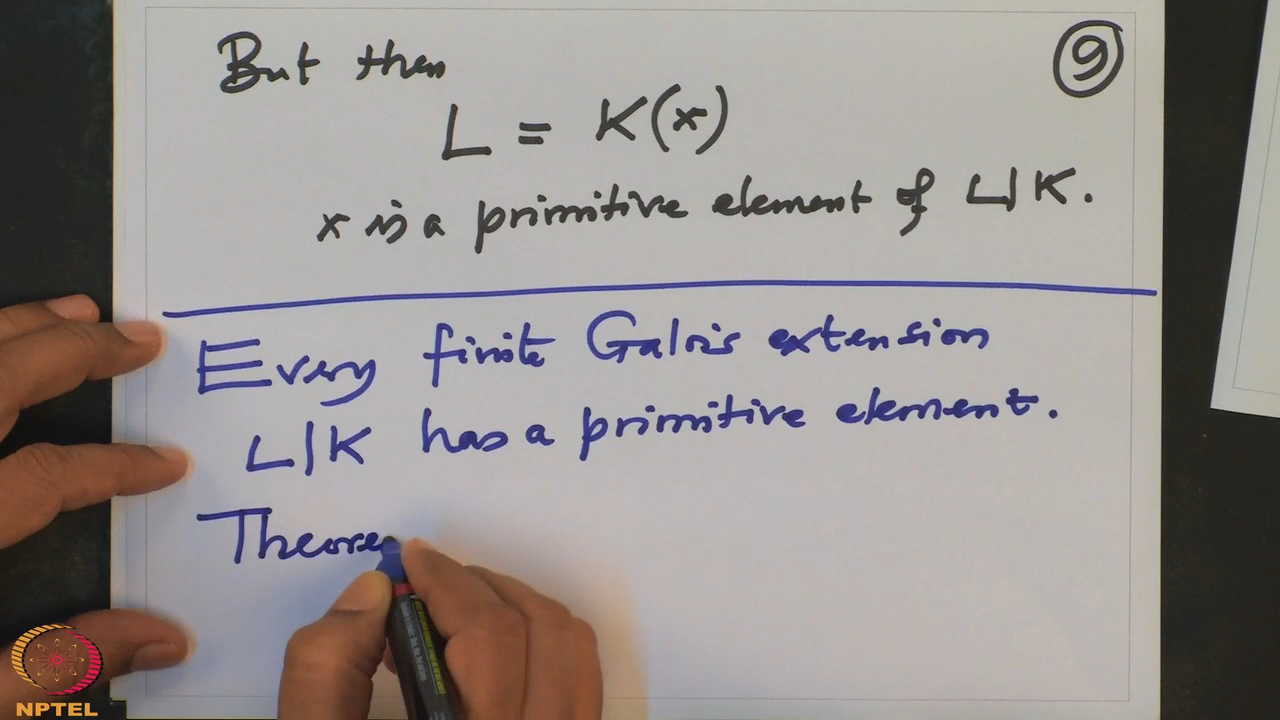 But then
⑨
L = K(x)
x is a primitive element of L|K.
Every finite Galois extension
L|K has a primitive element.
Theore
NPTEL